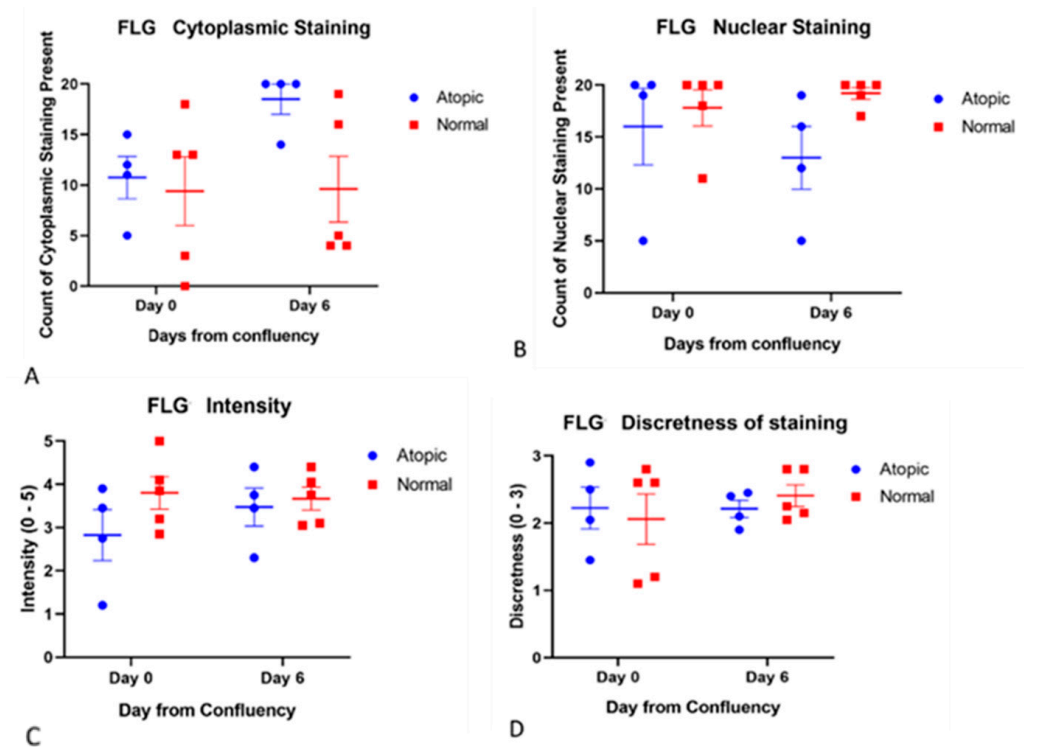 FLG Cytoplasmic Staining
Count of Cytoplasmic Staining Present
20
15
10
5
0
Day 0
Day 6
Days from confluency
Atopic
Normal
A
FLG Nuclear Staining
Count of Nuclear Staining Present
20
15
10
5
0
Day 0
Day 6
Days from confluency
Atopic
Normal
B
FLG Intensity
Intensity (0 - 5)
5
4
3
2
1
0
Day 0
Day 6
Day from Confluency
Atopic
Normal
C
FLG Discretness of staining
Discretness (0 - 3)
3
2
1
0
Day 0
Day 6
Day from Confluency
Atopic
Normal
D